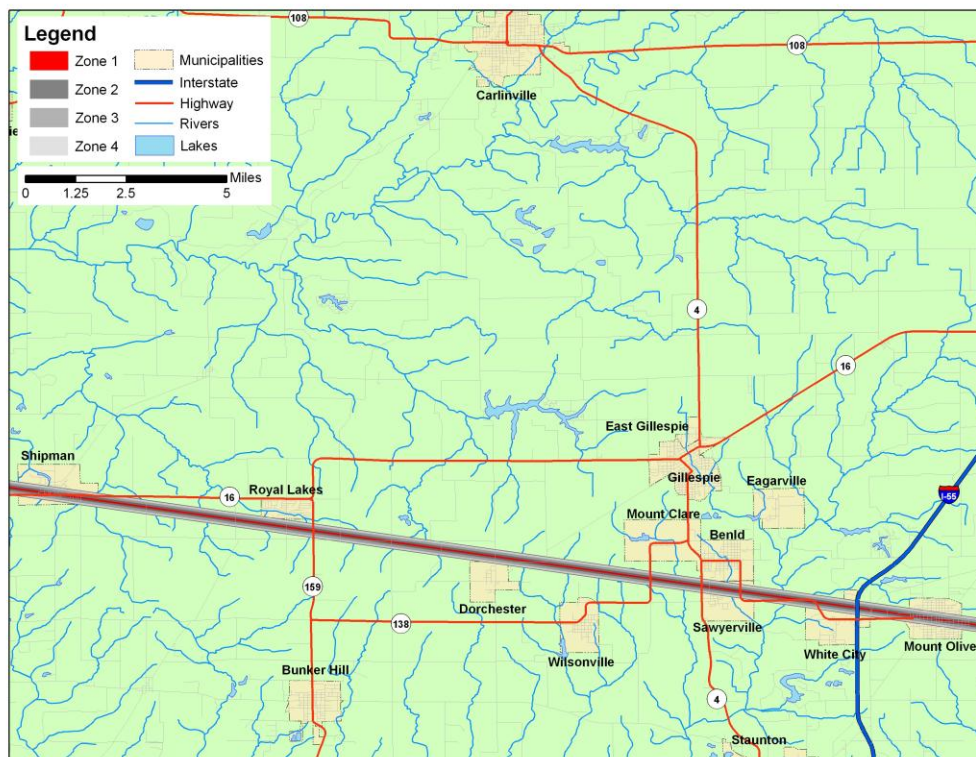 Legend
Zone 1
Zone 2
Zone 3
Zone 4
Municipalities
Interstate
Highway
Rivers
Lakes
Miles
0 1.25 2.5 5
108
108
Carlinville
ie
4
16
East Gillespie
Shipman
Gillespie
Eagarville
16
Royal Lakes
I-55
Mount Clare
Benld
159
Dorchester
138
Sawyerville
White City
Mount Olive
Wilsonville
Bunker Hill
4
Staunton